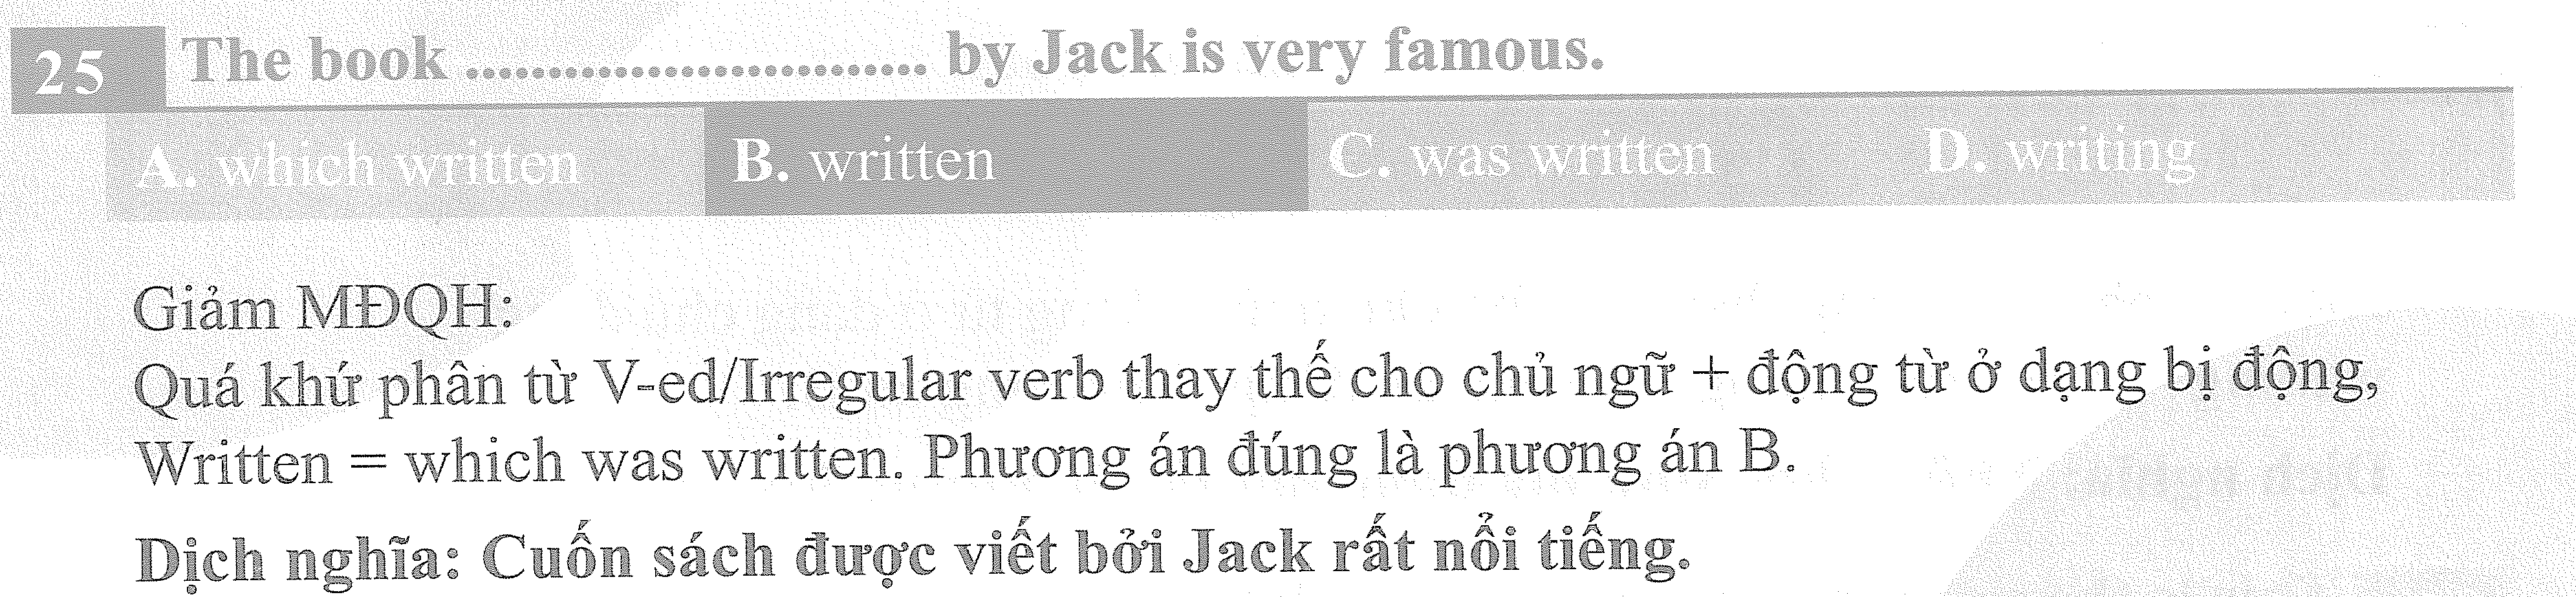 25 The book ............................ by Jack is very famous.
A. which written B. written C. was written D. writing
Giảm MĐQH:
Quá khứ phân từ V-ed/Irregular verb thay thế cho chủ ngữ + động từ ở dạng bị động,
Written = which was written. Phương án đúng là phương án B.
Dịch nghĩa: Cuốn sách được viết bởi Jack rất nổi tiếng.